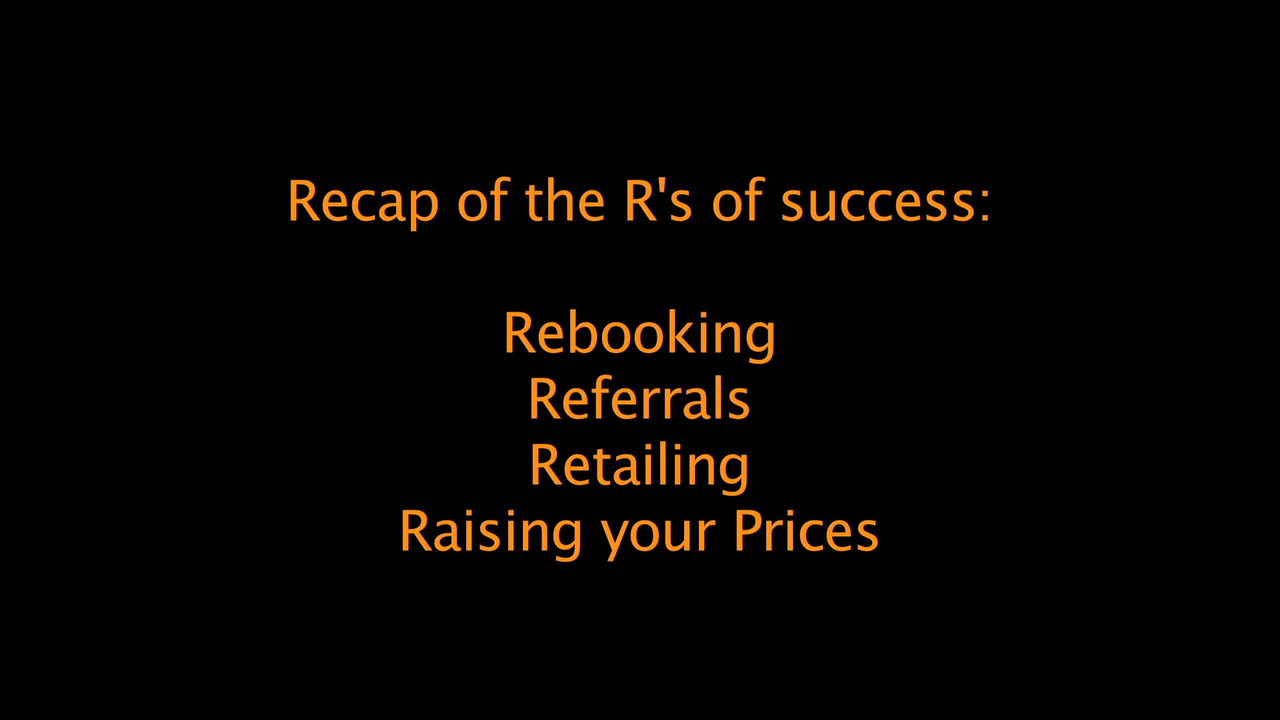 Recap of the R's of success:
Rebooking
Referrals
Retailing
Raising your Prices